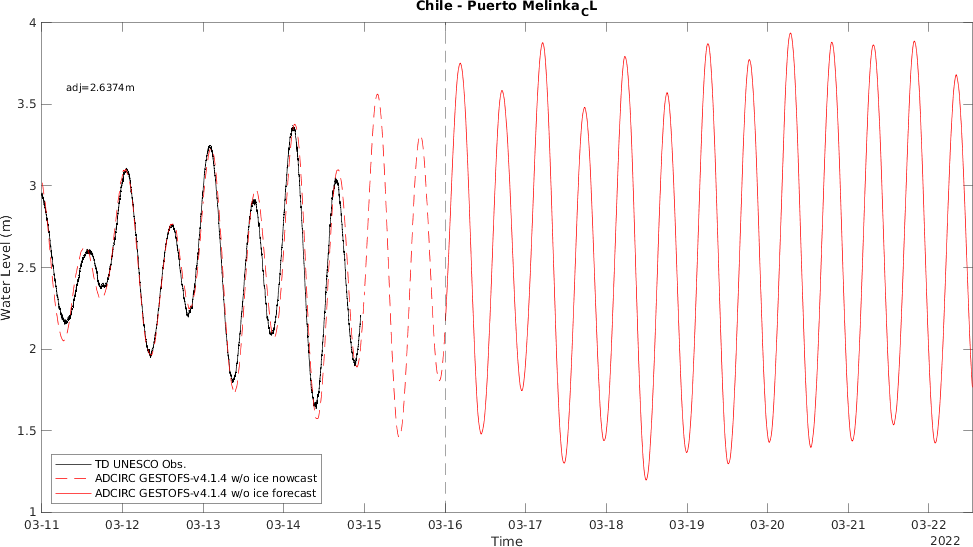 Chile - Puerto Melinka_CL
adj=2.6374m
Water Level (m)
4
3.5
3
2.5
2
1.5
1
TD UNESCO Obs.
ADCIRC GESTOFS-v4.1.4 w/o ice nowcast
ADCIRC GESTOFS-v4.1.4 w/o ice forecast
03-11 03-12 03-13 03-14 03-15 03-16 03-17 03-18 03-19 03-20 03-21 03-22
Time
2022